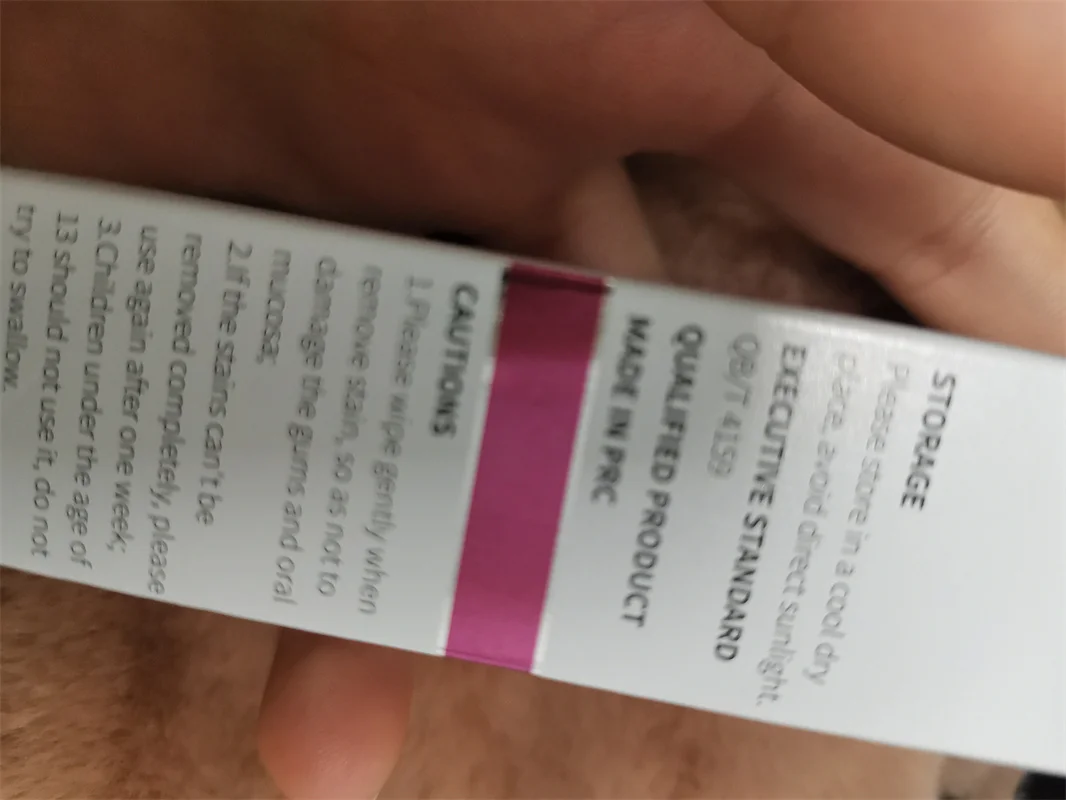 STORAGE
Please store in a cool dry
place, avoid direct sunlight.
EXECUTIVE STANDARD
QB/T 4159
QUALIFIED PRODUCT
MADE IN PRC
CAUTIONS
1.Please wipe gently when
remove stain, so as not to
damage the gums and oral
mucosa;
2.If the stains can't be
removed completely, please
use again after one week;
3.Children under the age of
13 should not use it, do not
try to swallow.